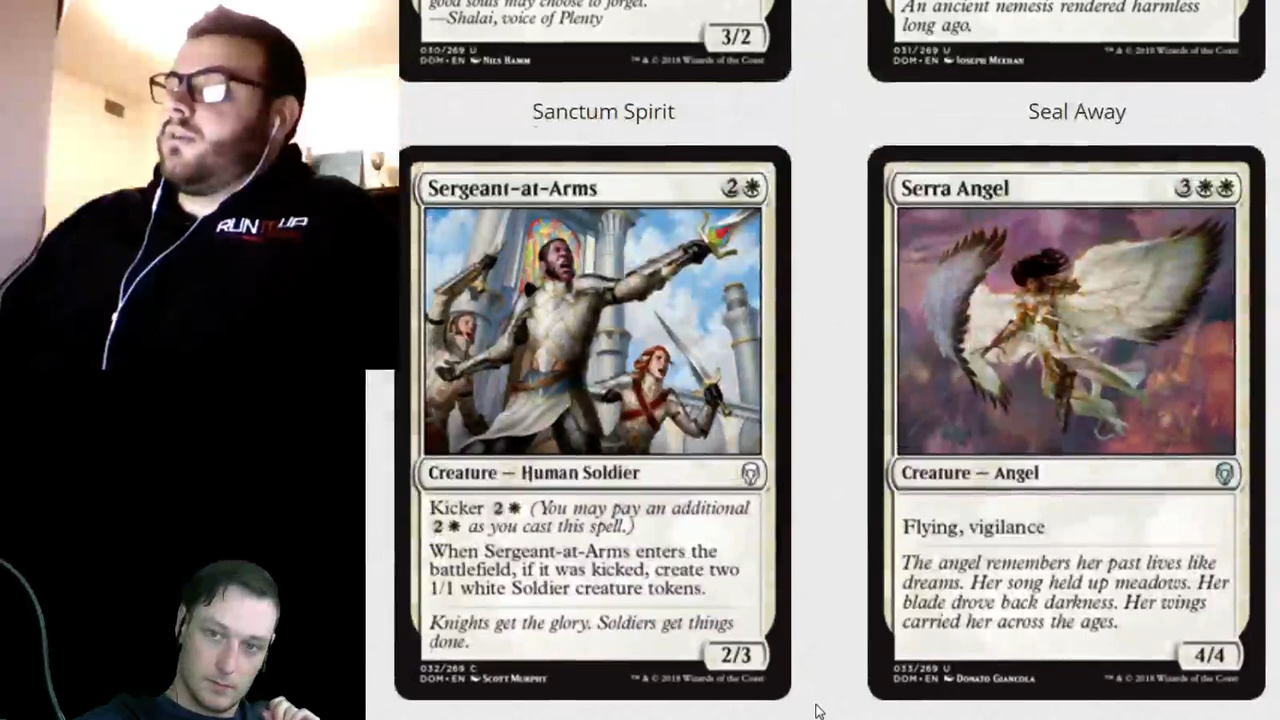 good souls may choose to forget.
—Shalai, voice of Plenty
3/2
030/269 U
DOM • EN NILS HAMM
™ & © 2018 Wizards of the Coast
An ancient nemesis rendered harmless
long ago.
031/269 U
DOM • EN JOSEPH MEEHAN
™ & © 2018 Wizards of the Coast
Sanctum Spirit
Seal Away
RUN IT UP
Sergeant-at-Arms 2
Creature — Human Soldier
Kicker 2 (You may pay an additional
2 as you cast this spell.)
When Sergeant-at-Arms enters the
battlefield, if it was kicked, create two
1/1 white Soldier creature tokens.
Knights get the glory. Soldiers get things
done.
2/3
032/269 C
DOM • EN SCOTT MURPHY
™ & © 2018 Wizards of the Coast
Serra Angel 3
Creature — Angel
Flying, vigilance
The angel remembers her past lives like
dreams. Her song held up meadows. Her
blade drove back darkness. Her wings
carried her across the ages.
4/4
033/269 U
DOM • EN DONATO GIANCOLA
™ & © 2018 Wizards of the Coast